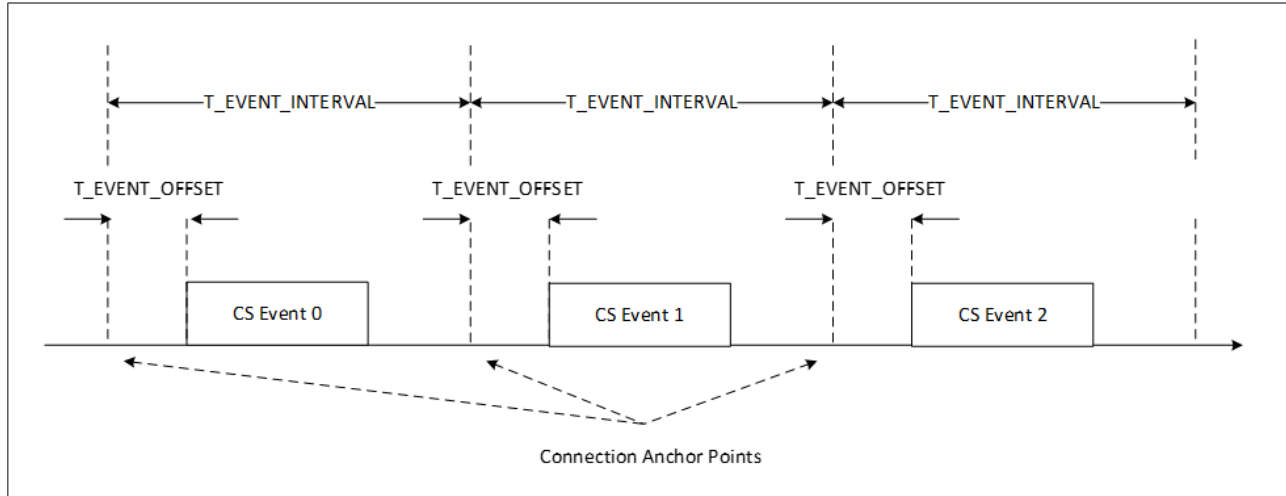 T_EVENT_INTERVAL T_EVENT_INTERVAL T_EVENT_INTERVAL
T_EVENT_OFFSET T_EVENT_OFFSET T_EVENT_OFFSET
CS Event 0 CS Event 1 CS Event 2
Connection Anchor Points